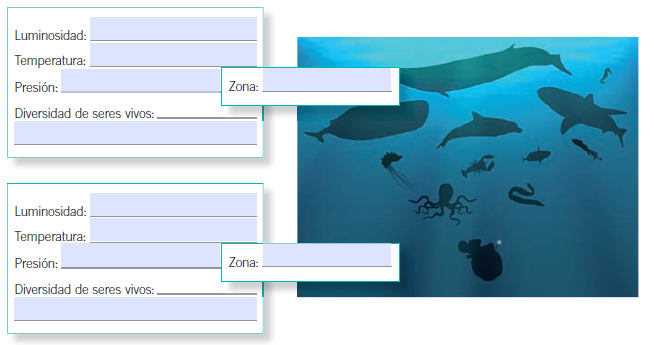 Luminosidad:
Temperatura:
Presión:
Zona:
Diversidad de seres vivos:
Luminosidad:
Temperatura:
Presión:
Zona:
Diversidad de seres vivos: